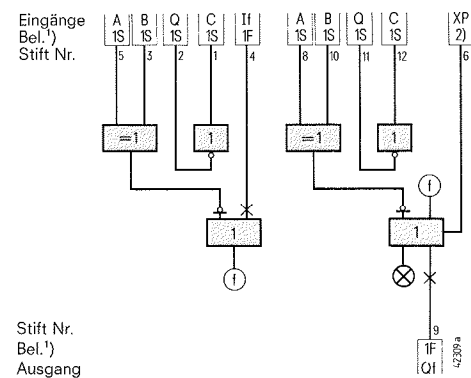 Eingänge A B Q C If A B Q C XP
Bel.¹) 1S 1S 1S 1S 1F 1S 1S 1S 1S 2)
Stift Nr. 5 3 2 1 4 8 10 11 12 6
=1 1 =1 1
f
1 1
f
Stift Nr. 9
Bel.¹) 1F
Ausgang Qf
42309a